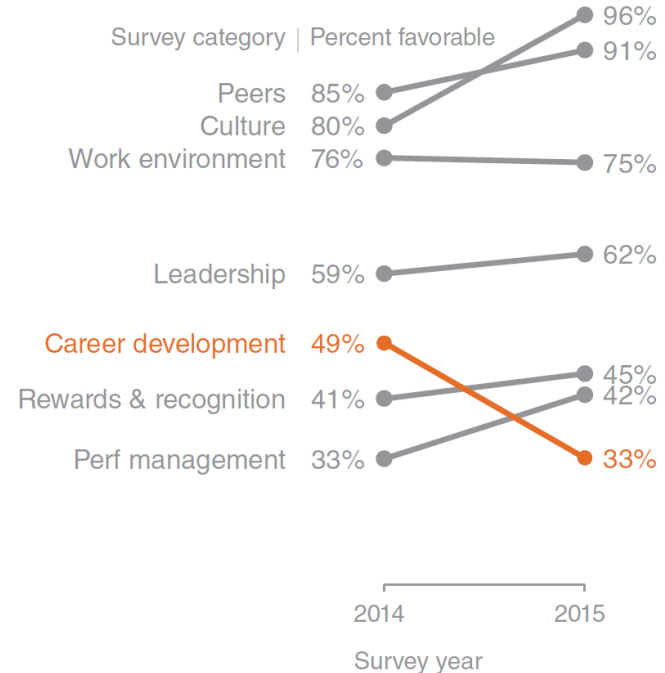 96%
Survey category | Percent favorable
91%
Peers 85%
Culture 80%
Work environment 76% 75%
Leadership 59% 62%
Career development 49%
Rewards & recognition 41% 45%
42%
Perf management 33% 33%
2014 2015
Survey year